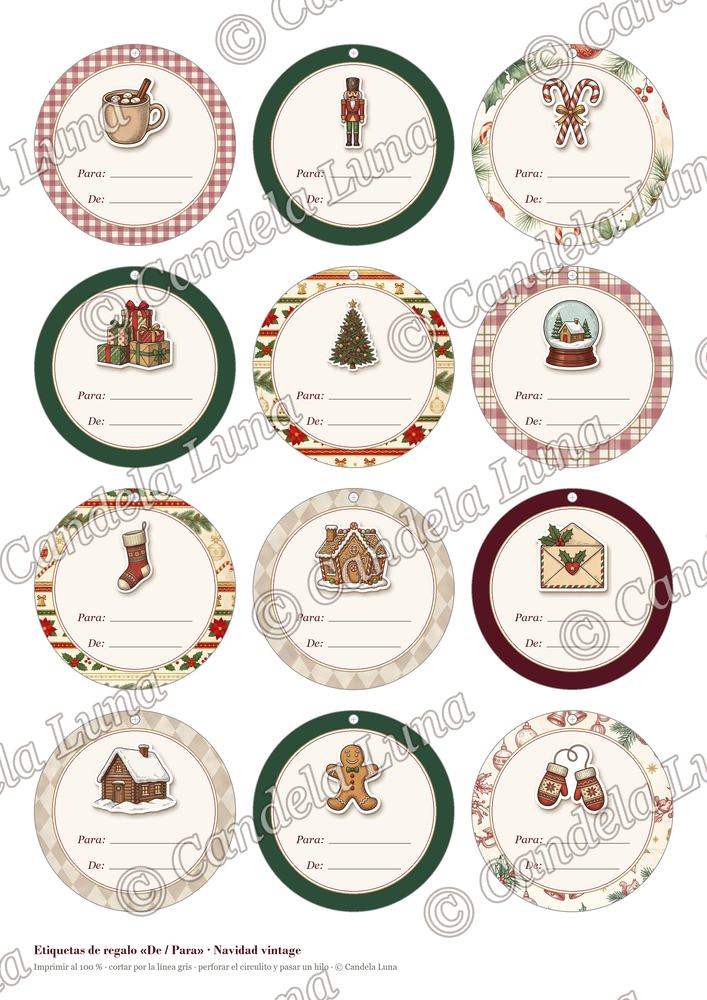 © Candela Luna
Para:
De:
Para:
De:
Para:
De:
Para:
De:
Para:
De:
Para:
De:
Para:
De:
Para:
De:
Para:
De:
Para:
De:
Para:
De:
Para:
De:
Etiquetas de regalo «De / Para» · Navidad vintage
Imprimir al 100 % · cortar por la línea gris · perforar el circulito y pasar un hilo · © Candela Luna